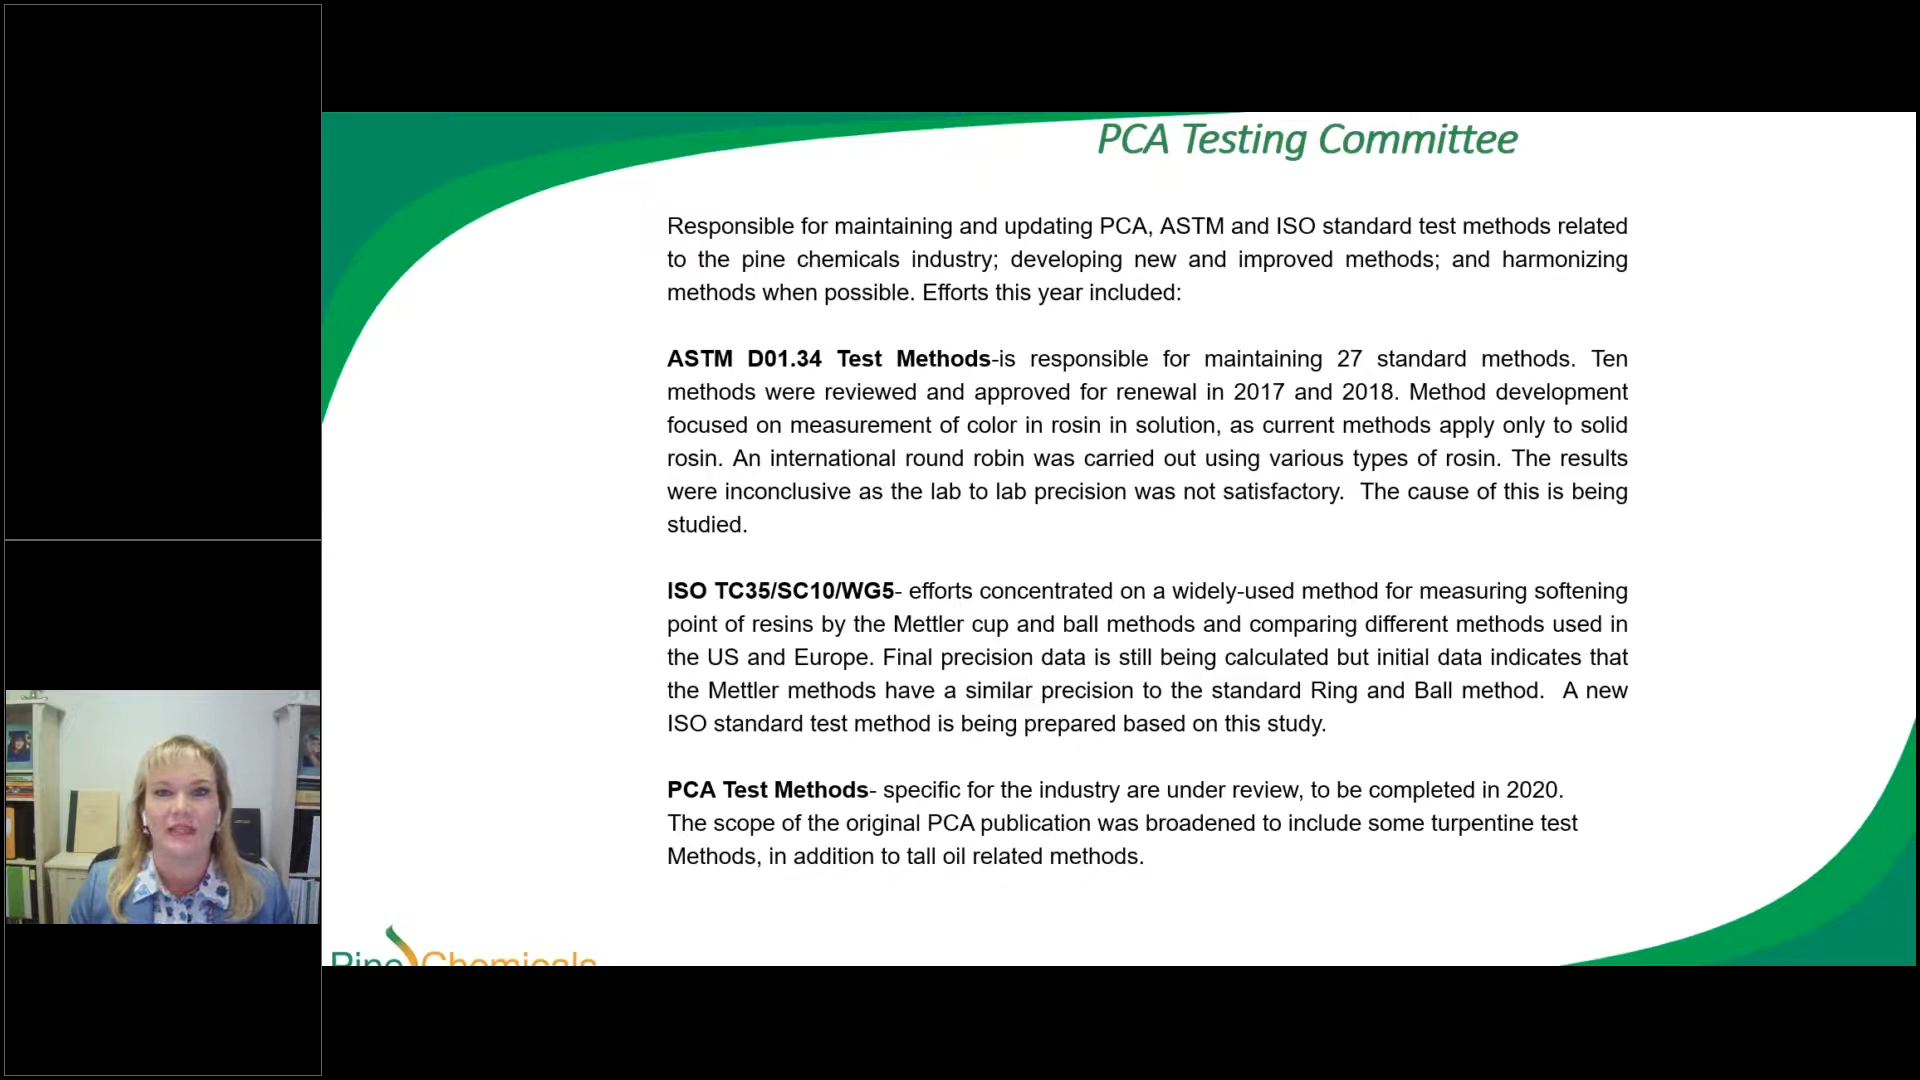 PCA Testing Committee
Responsible for maintaining and updating PCA, ASTM and ISO standard test methods related
to the pine chemicals industry; developing new and improved methods; and harmonizing
methods when possible. Efforts this year included:
ASTM D01.34 Test Methods-is responsible for maintaining 27 standard methods. Ten
methods were reviewed and approved for renewal in 2017 and 2018. Method development
focused on measurement of color in rosin in solution, as current methods apply only to solid
rosin. An international round robin was carried out using various types of rosin. The results
were inconclusive as the lab to lab precision was not satisfactory.  The cause of this is being
studied.
ISO TC35/SC10/WG5- efforts concentrated on a widely-used method for measuring softening
point of resins by the Mettler cup and ball methods and comparing different methods used in
the US and Europe. Final precision data is still being calculated but initial data indicates that
the Mettler methods have a similar precision to the standard Ring and Ball method.  A new
ISO standard test method is being prepared based on this study.
PCA Test Methods- specific for the industry are under review, to be completed in 2020.
The scope of the original PCA publication was broadened to include some turpentine test
Methods, in addition to tall oil related methods.
Pine Chemicals